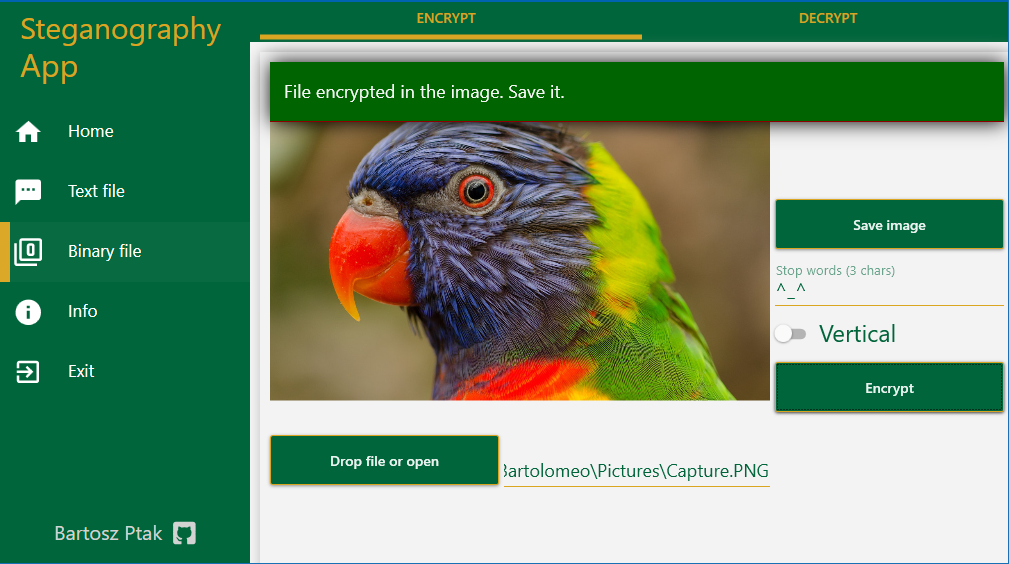 Steganography
App
Home
Text file
Binary file
Info
Exit
Bartosz Ptak
ENCRYPT
DECRYPT
File encrypted in the image. Save it.
Save image
Stop words (3 chars)
^_^
Vertical
Encrypt
Drop file or open
Bartolomeo\Pictures\Capture.PNG